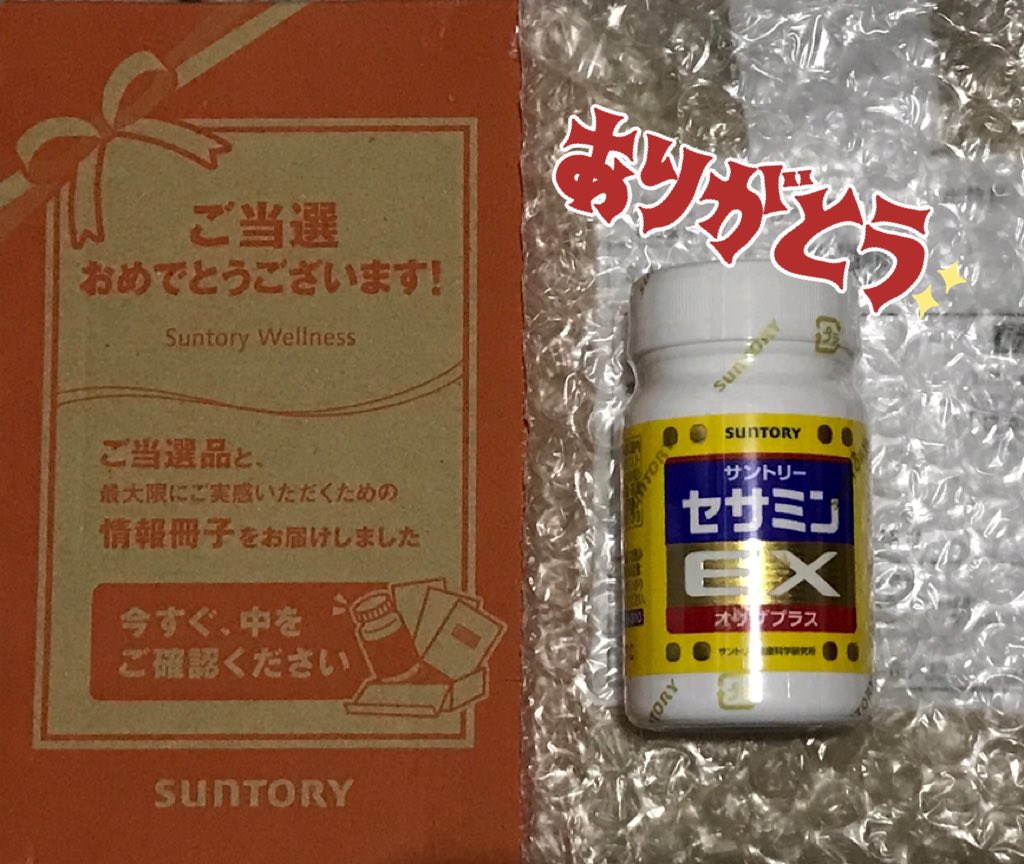 ご当選
おめでとうございます!
Suntory Wellness
ご当選品と、
最大限にご実感いただくための
情報冊子をお届けしました
今すぐ、中を
ご確認ください
SUNTORY
ありがとう
SUNTORY
SUNTORY
サントリー
セサミン
EX
オリザプラス